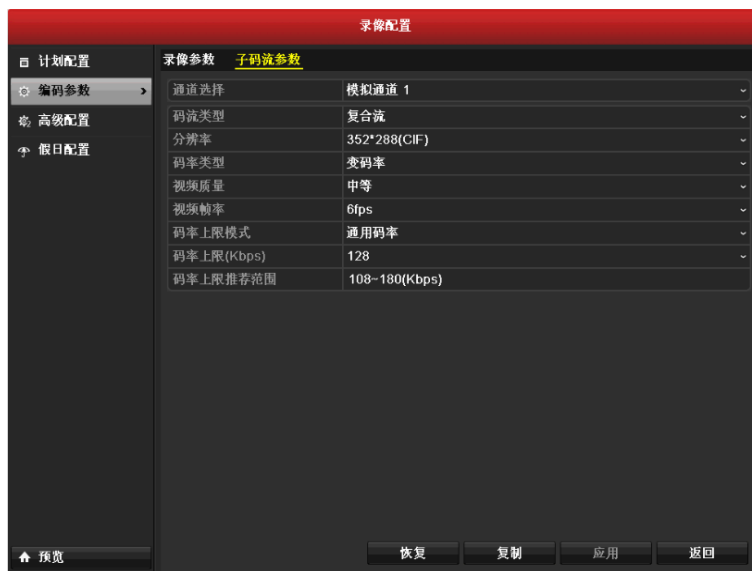 录像配置
计划配置
编码参数
高级配置
假日配置
录像参数 子码流参数
通道选择 模拟通道 1
码流类型 复合流
分辨率 352*288(CIF)
码率类型 变码率
视频质量 中等
视频帧率 6fps
码率上限模式 通用码率
码率上限(Kbps) 128
码率上限推荐范围 108~180(Kbps)
预览 恢复 复制 应用 返回